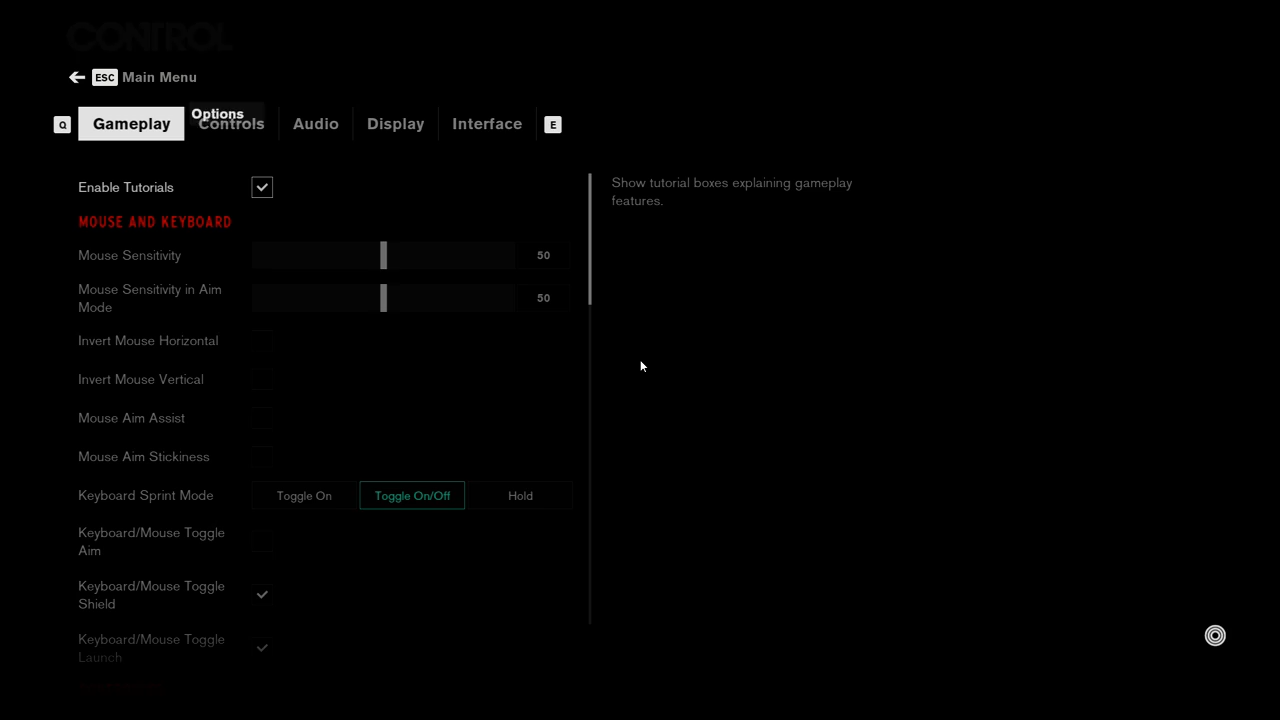 CONTROL
ESC Main Menu
Options
Q Gameplay Controls Audio Display Interface E
Enable Tutorials
Show tutorial boxes explaining gameplay
features.
MOUSE AND KEYBOARD
Mouse Sensitivity 50
Mouse Sensitivity in Aim
Mode 50
Invert Mouse Horizontal
Invert Mouse Vertical
Mouse Aim Assist
Mouse Aim Stickiness
Keyboard Sprint Mode Toggle On Toggle On/Off Hold
Keyboard/Mouse Toggle
Aim
Keyboard/Mouse Toggle
Shield
Keyboard/Mouse Toggle
Launch